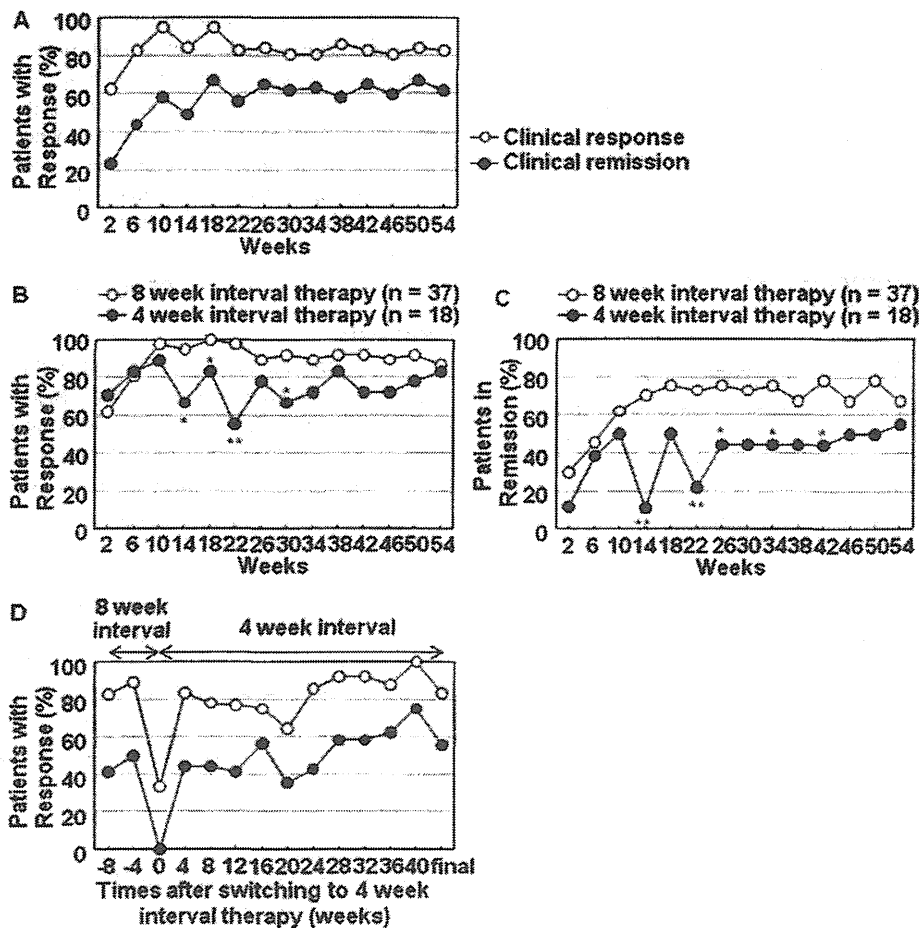 A
100
80
60
40
20
0
Patients with
Response (%)
2 6 10 14 18 22 26 30 34 38 42 46 50 54
Weeks
Clinical response
Clinical remission
B
8 week interval therapy (n = 37)
4 week interval therapy (n = 18)
100
80
60
40
20
0
Patients with
Response (%)
*
*
**
*
2 6 10 14 18 22 26 30 34 38 42 46 50 54
Weeks
C
8 week interval therapy (n = 37)
4 week interval therapy (n = 18)
100
80
60
40
20
0
Patients in
Remission (%)
**
**
*
*
*
2 6 10 14 18 22 26 30 34 38 42 46 50 54
Weeks
D
8 week
interval
4 week interval
100
80
60
40
20
0
Patients with
Response (%)
-8 -4 0 4 8 12 16 20 24 28 32 36 40 final
Times after switching to 4 week
interval therapy (weeks)